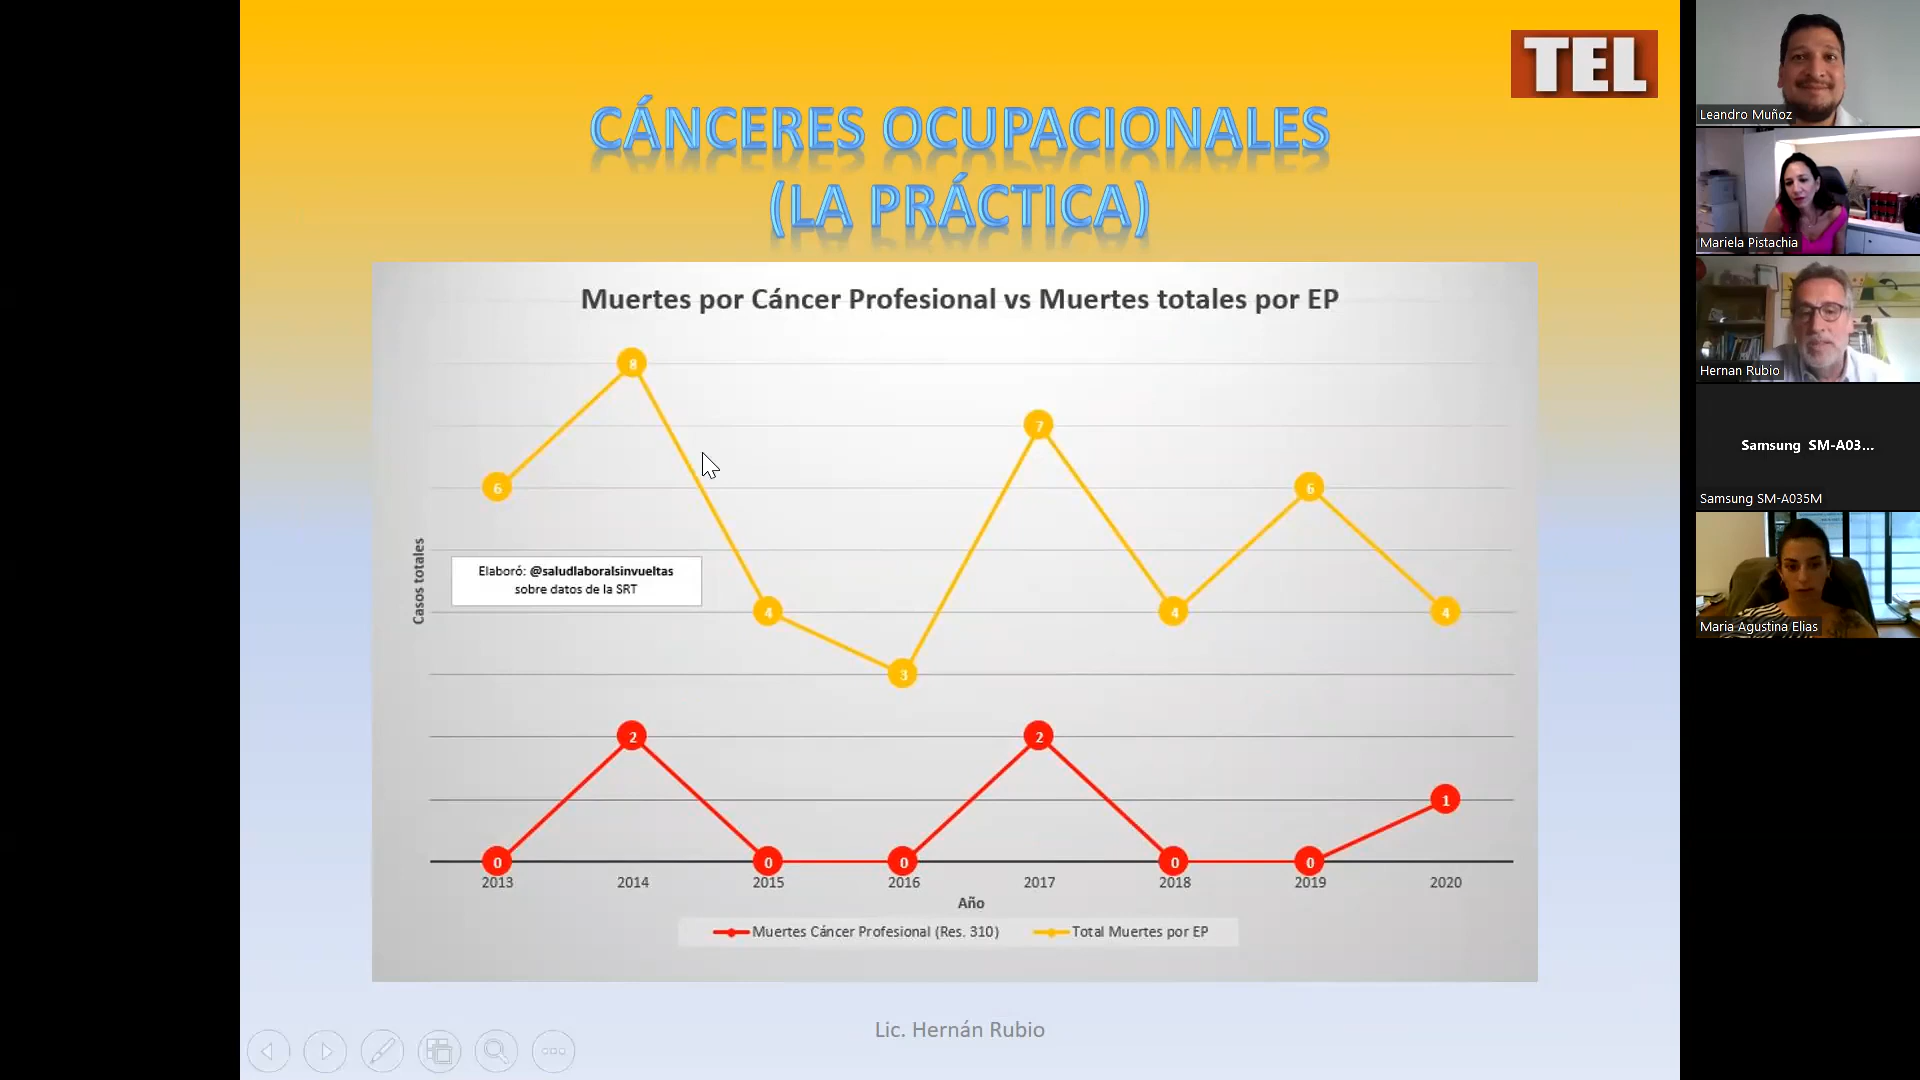 TEL
CÁNCERES OCUPACIONALES
(LA PRÁCTICA)
Muertes por Cáncer Profesional vs Muertes totales por EP
8
7
6
6
4
4
4
3
Elaboró: @saludlaboralsinvueltas
sobre datos de la SRT
Casos totales
2
2
1
0
0
0
0
0
2013 2014 2015 2016 2017 2018 2019 2020
Año
Muertes Cáncer Profesional (Res. 310) Total Muertes por EP
Lic. Hernán Rubio
Leandro Muñoz
Mariela Pistachia
Hernan Rubio
Samsung SM-A03...
Samsung SM-A035M
Maria Agustina Elias